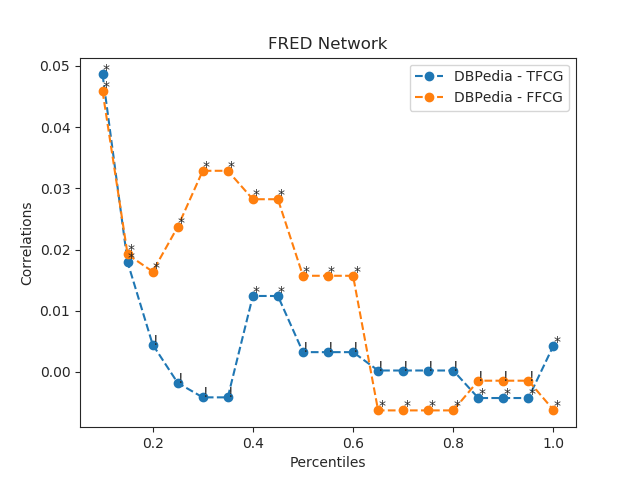 FRED Network
DBPedia - TFCG
DBPedia - FFCG
Correlations
0.05
0.04
0.03
0.02
0.01
0.00
0.2
0.4
0.6
0.8
1.0
Percentiles